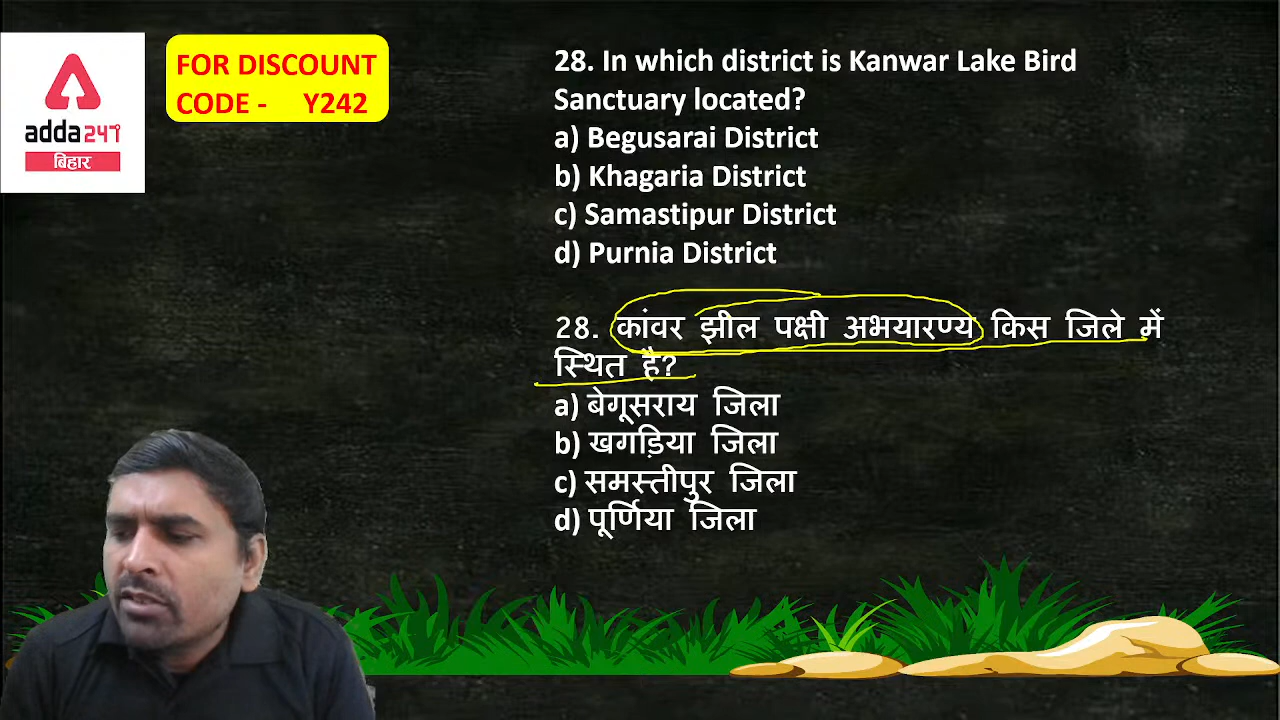 FOR DISCOUNT
CODE - Y242
adda247
बिहार
28. In which district is Kanwar Lake Bird
Sanctuary located?
a) Begusarai District
b) Khagaria District
c) Samastipur District
d) Purnia District
28. कांवर झील पक्षी अभयारण्य किस जिले में
स्थित है?
a) बेगूसराय जिला
b) खगड़िया जिला
c) समस्तीपुर जिला
d) पूर्णिया जिला